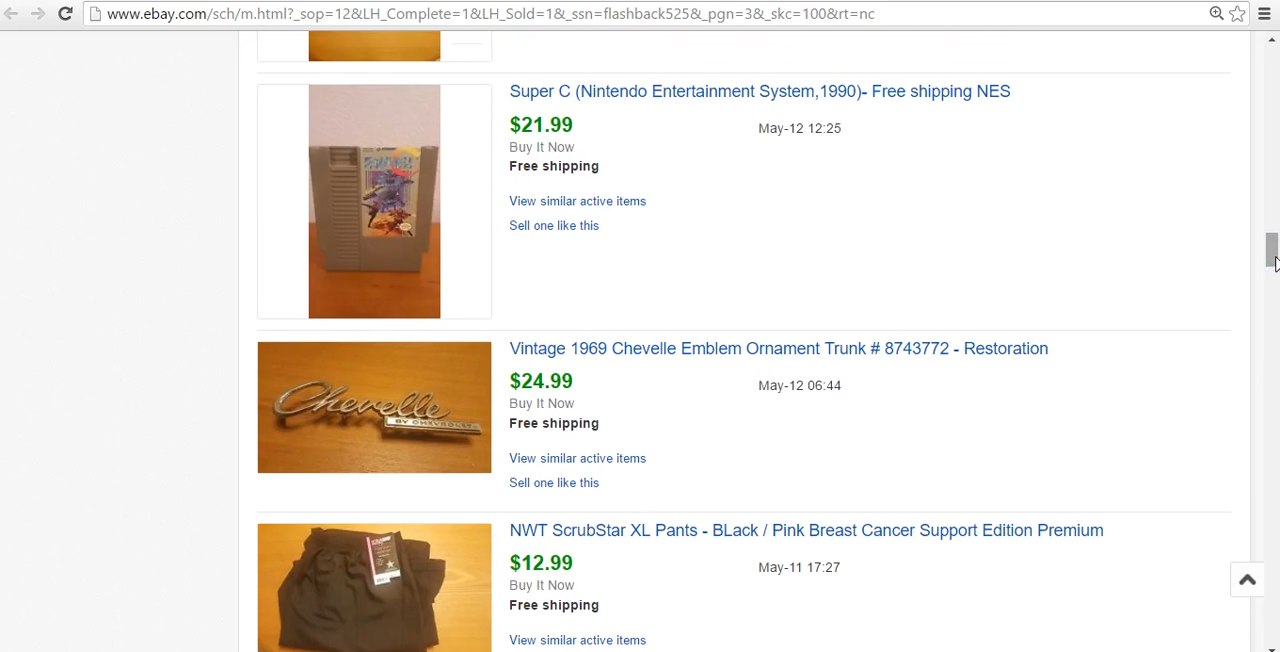 www.ebay.com/sch/m.html?_sop=12&LH_Complete=1&LH_Sold=1&_ssn=flashback525&_pgn=3&_skc=100&rt=nc
Super C (Nintendo Entertainment System,1990)- Free shipping NES
$21.99
May-12 12:25
Buy It Now
Free shipping
View similar active items
Sell one like this
Vintage 1969 Chevelle Emblem Ornament Trunk # 8743772 - Restoration
$24.99
May-12 06:44
Buy It Now
Free shipping
View similar active items
Sell one like this
Chevelle
BY CHEVROLET
NWT ScrubStar XL Pants - BLack / Pink Breast Cancer Support Edition Premium
$12.99
May-11 17:27
Buy It Now
Free shipping
View similar active items